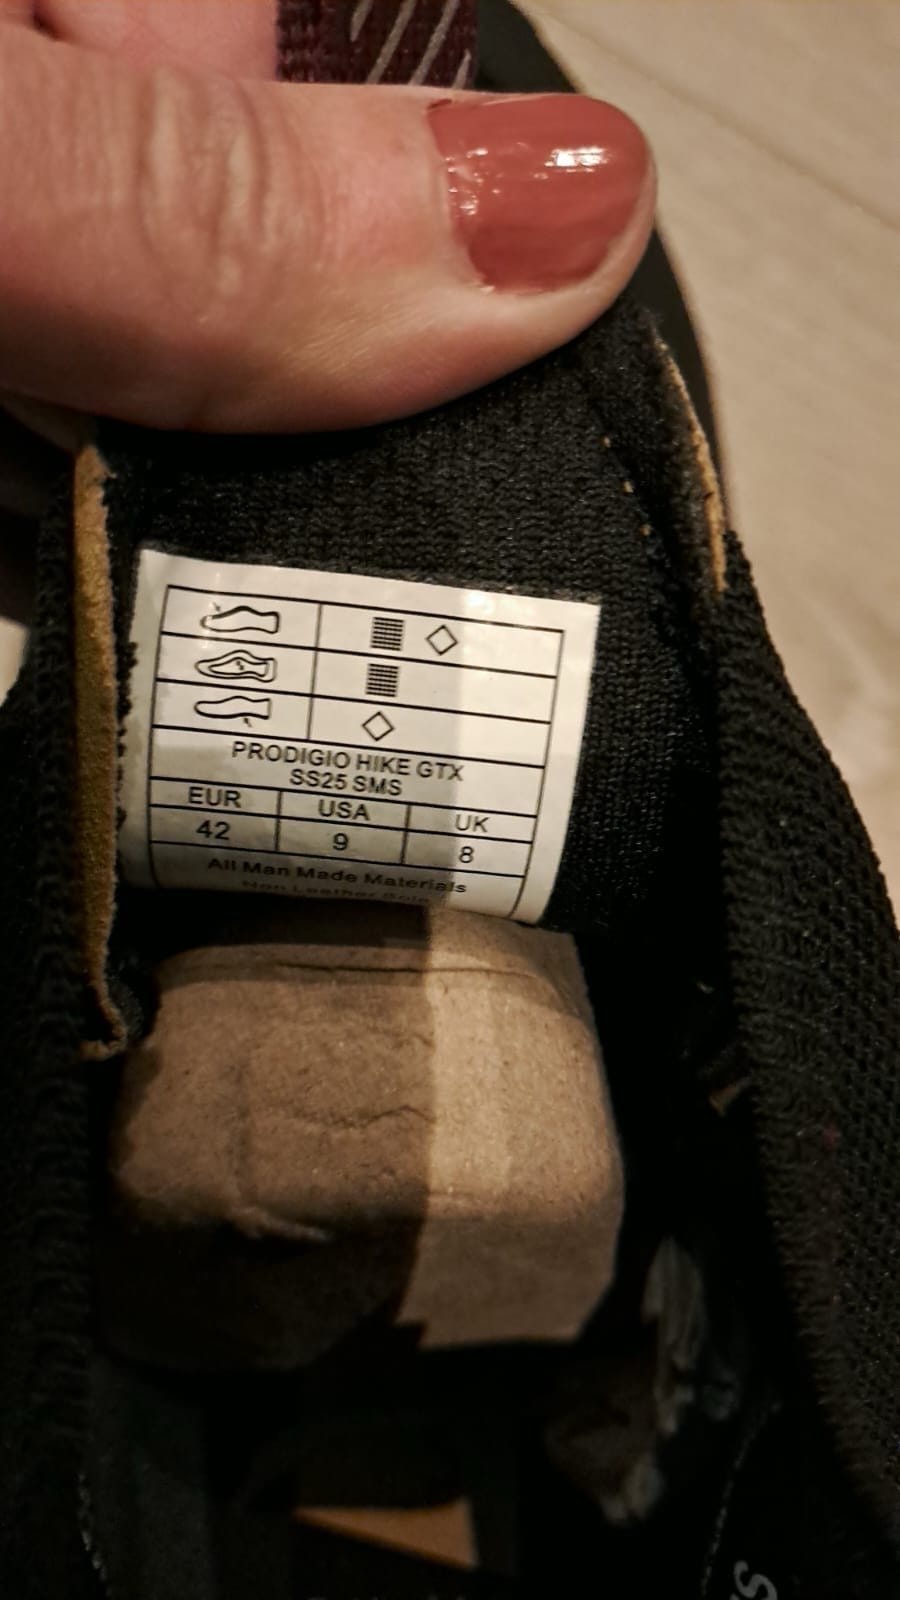 PRODIGIO HIKE GTX
SS25 SMS
EUR USA UK
42 9 8
All Man Made Materials
Non Leather Sole